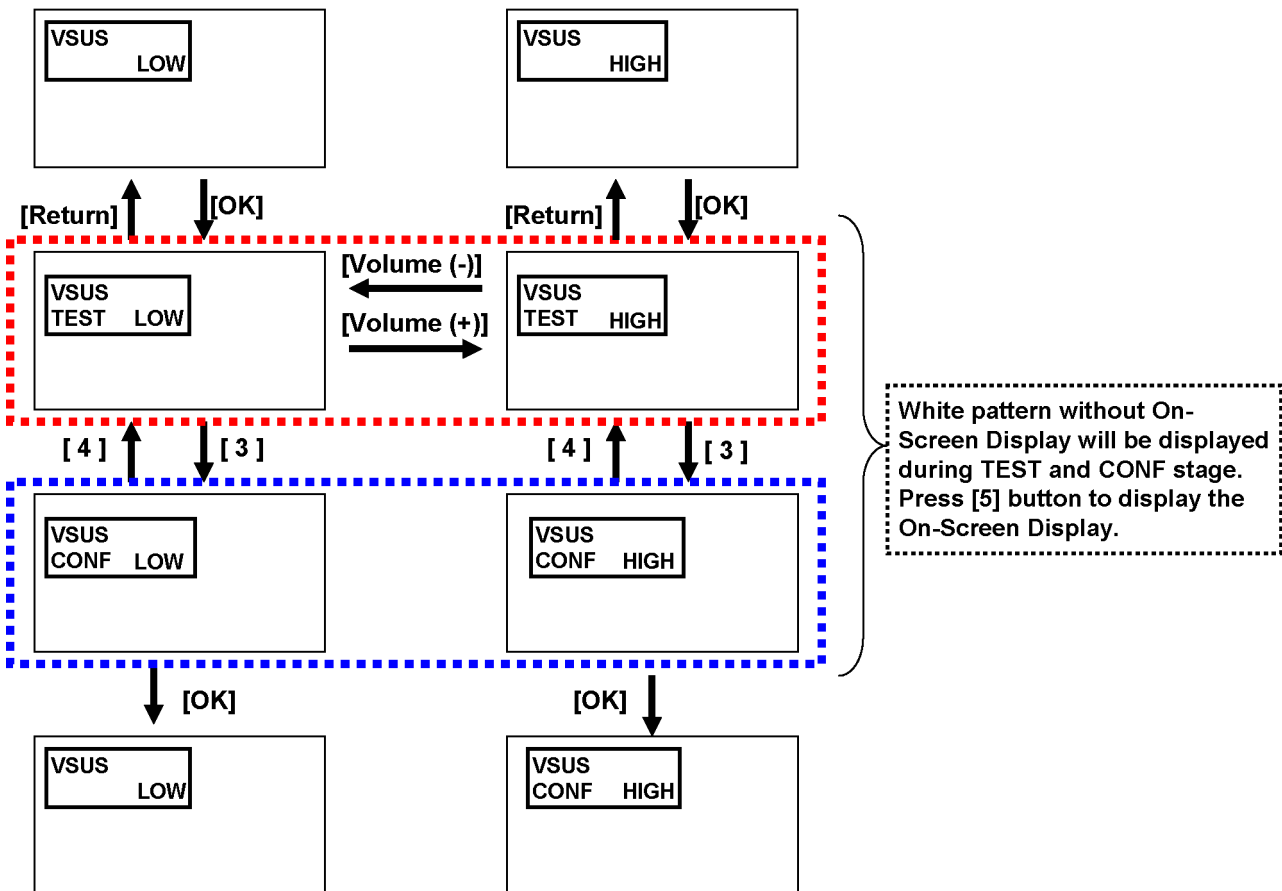 VSUS
LOW
VSUS
HIGH
[Return]
[OK]
[Return]
[OK]
VSUS
TEST LOW
[Volume (-)]
[Volume (+)]
VSUS
TEST HIGH
[ 4 ]
[ 3 ]
[ 4 ]
[ 3 ]
VSUS
CONF LOW
VSUS
CONF HIGH
White pattern without On-
Screen Display will be displayed
during TEST and CONF stage.
Press [5] button to display the
On-Screen Display.
[OK]
[OK]
VSUS
LOW
VSUS
CONF HIGH